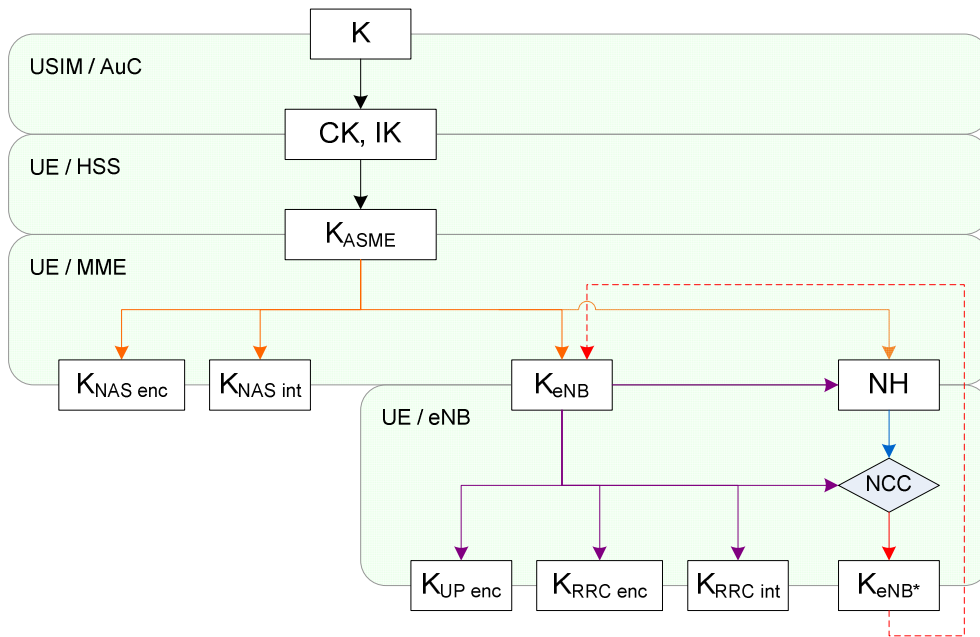 K
USIM / AuC
CK, IK
UE / HSS
KASME
UE / MME
KNAS enc
KNAS int
KeNB
NH
UE / eNB
NCC
KUP enc
KRRC enc
KRRC int
KeNB*